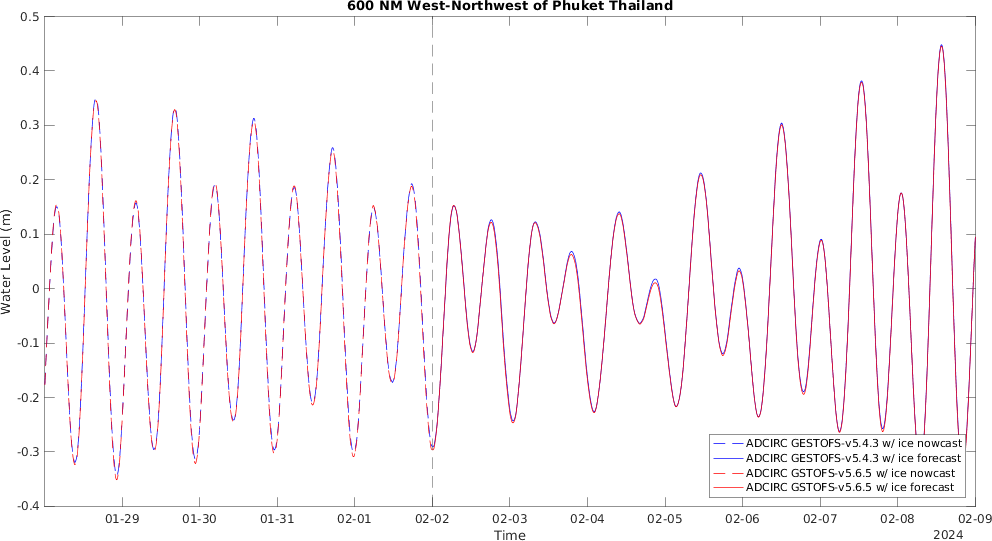 600 NM West-Northwest of Phuket Thailand
0.5
0.4
0.3
0.2
0.1
0
-0.1
-0.2
-0.3
-0.4
Water Level (m)
01-29 01-30 01-31 02-01 02-02 02-03 02-04 02-05 02-06 02-07 02-08 02-09
Time
2024
ADCIRC GESTOFS-v5.4.3 w/ ice nowcast
ADCIRC GESTOFS-v5.4.3 w/ ice forecast
ADCIRC GSTOFS-v5.6.5 w/ ice nowcast
ADCIRC GSTOFS-v5.6.5 w/ ice forecast